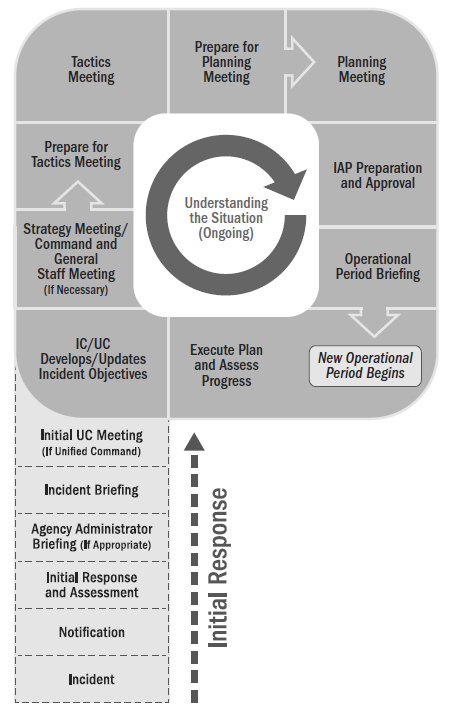 Tactics
Meeting
Prepare for
Planning
Meeting
Planning
Meeting
Prepare for
Tactics Meeting
IAP Preparation
and Approval
Understanding
the Situation
(Ongoing)
Strategy Meeting/
Command and
General
Staff Meeting
(If Necessary)
Operational
Period Briefing
IC/UC
Develops/Updates
Incident Objectives
Execute Plan
and Assess
Progress
New Operational
Period Begins
Initial UC Meeting
(If Unified Command)
Incident Briefing
Agency Administrator
Briefing (If Appropriate)
Initial Response
and Assessment
Notification
Incident
Initial Response